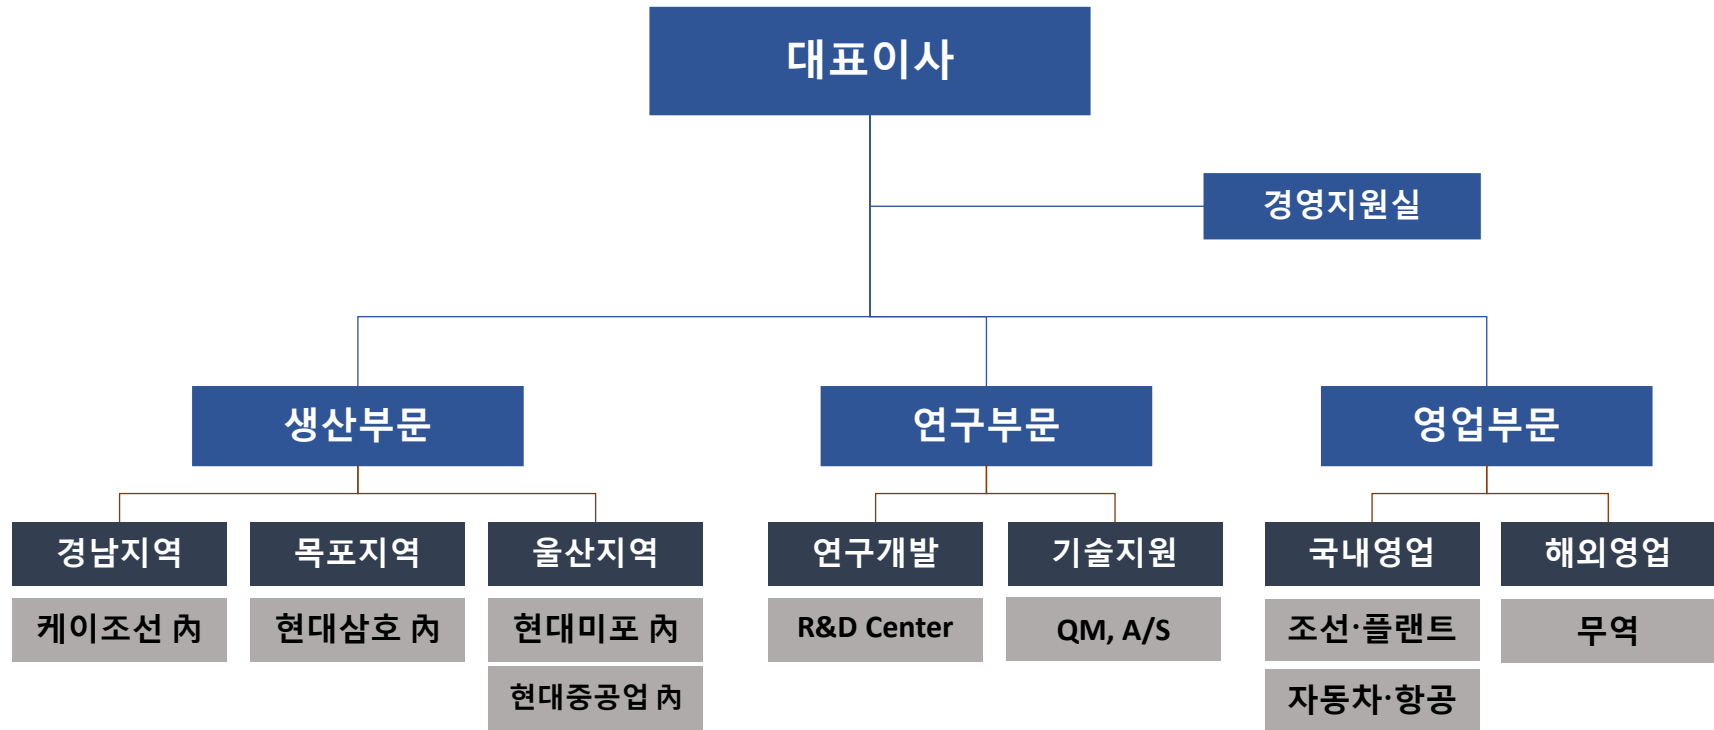 대표이사
경영지원실
생산부문
연구부문
영업부문
경남지역
목포지역
울산지역
연구개발
기술지원
국내영업
해외영업
케이조선 內
현대삼호 內
현대미포 內
R&D Center
QM, A/S
조선·플랜트
무역
현대중공업 內
자동차·항공